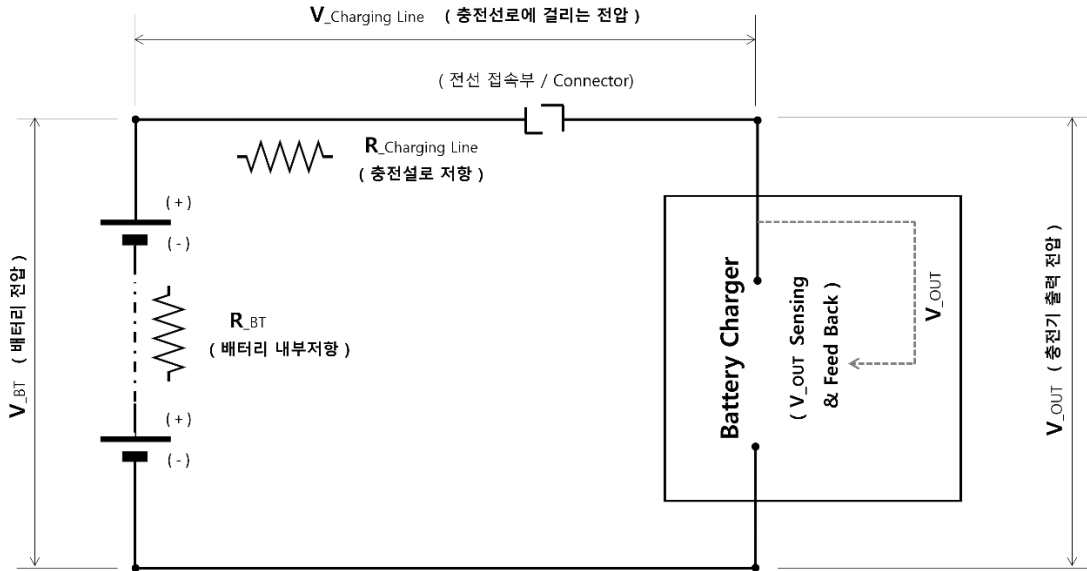 V_Charging Line ( 충전선로에 걸리는 전압 )
( 전선 접속부 / Connector)
R_Charging Line
( 충전설로 저항 )
( + )
( - )
R_BT
( 배터리 내부저항 )
( + )
( - )
V_BT ( 배터리 전압 )
Battery Charger
( V_OUT Sensing
& Feed Back )
V_OUT
V_OUT ( 충전기 출력 전압 )